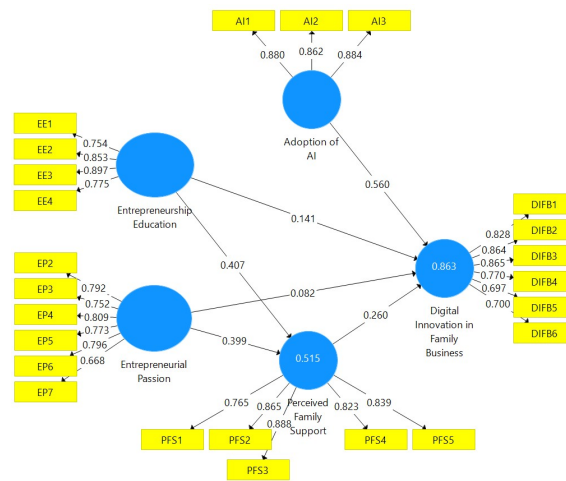 AI1
AI2
AI3
0.880
0.862
0.884
Adoption of
AI
EE1
EE2
EE3
EE4
0.754
0.853
0.897
0.775
Entrepreneurship
Education
0.560
0.141
0.407
DIFB1
DIFB2
DIFB3
DIFB4
DIFB5
DIFB6
0.828
0.864
0.865
0.770
0.697
0.700
0.863
Digital
Innovation in
Family
Business
EP2
EP3
EP4
EP5
EP6
EP7
0.792
0.752
0.809
0.773
0.796
0.668
Entrepreneurial
Passion
0.082
0.399
0.260
0.515
Perceived
Family
Support
0.765
0.865
0.888
0.823
0.839
PFS1
PFS2
PFS3
PFS4
PFS5